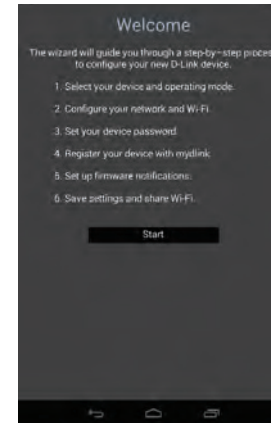 Welcome
The wizard will guide you through a step-by-step proces
to configure your new D-Link device.
1. Select your device and operating mode.
2. Configure your network and Wi-Fi.
3. Set your device password.
4. Register your device with mydlink.
5. Set up firmware notifications.
6. Save settings and share Wi-Fi.
Start